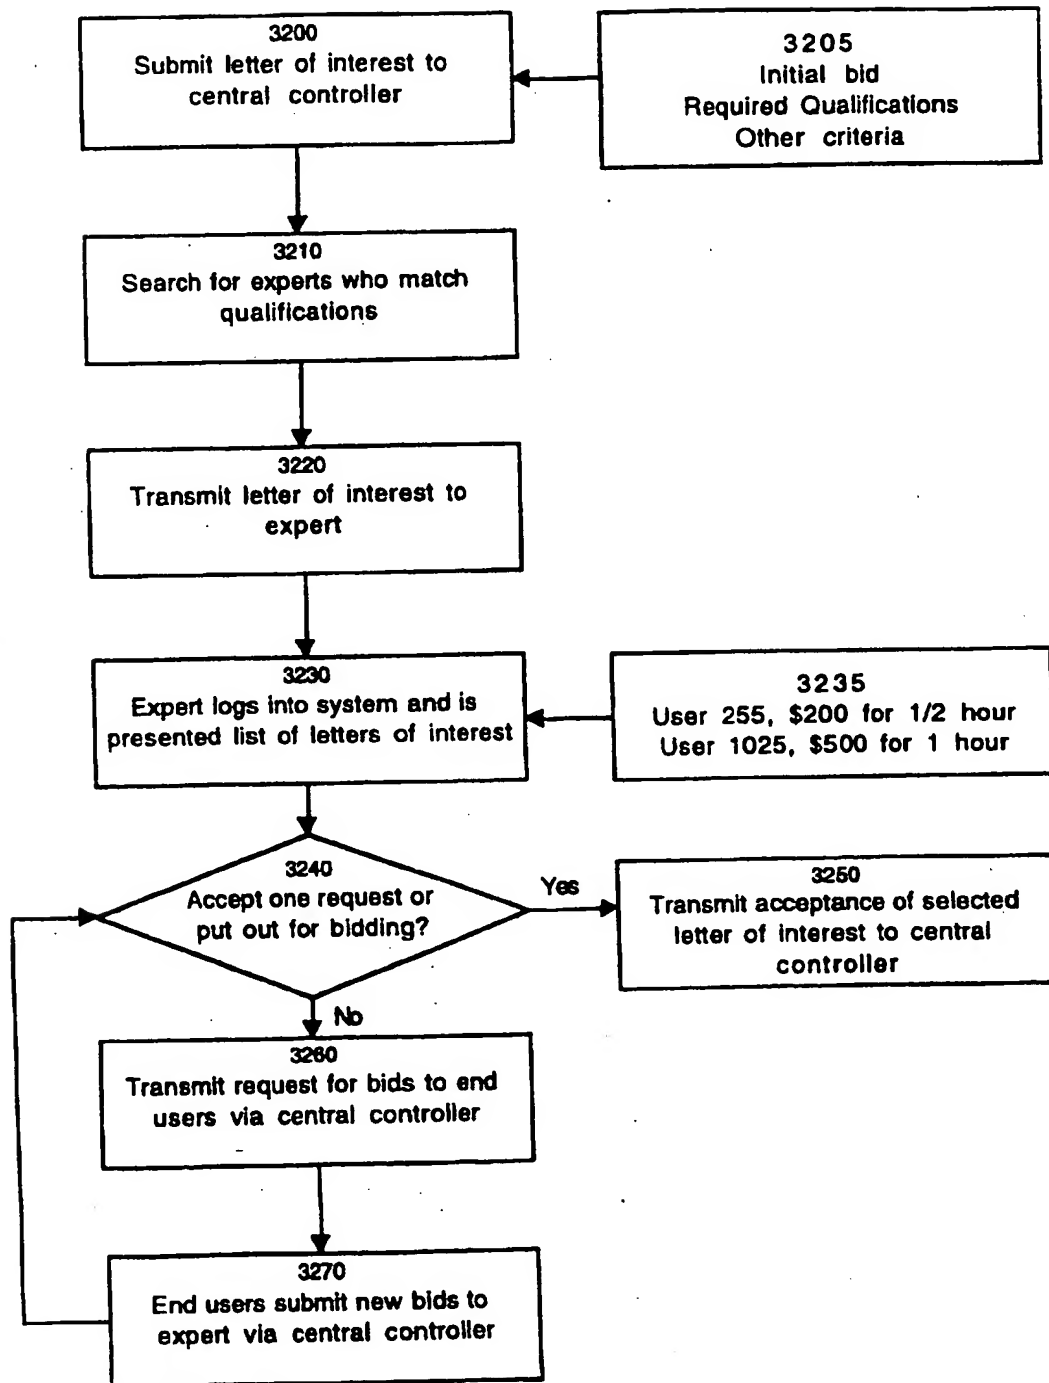 3200
Submit letter of interest to
central controller
3205
Initial bid
Required Qualifications
Other criteria
3210
Search for experts who match
qualifications
3220
Transmit letter of interest to
expert
3230
Expert logs into system and is
presented list of letters of interest
3235
User 255, $200 for 1/2 hour
User 1025, $500 for 1 hour
3240
Accept one request or
put out for bidding?
Yes
3250
Transmit acceptance of selected
letter of interest to central
controller
No
3260
Transmit request for bids to end
users via central controller
3270
End users submit new bids to
expert via central controller